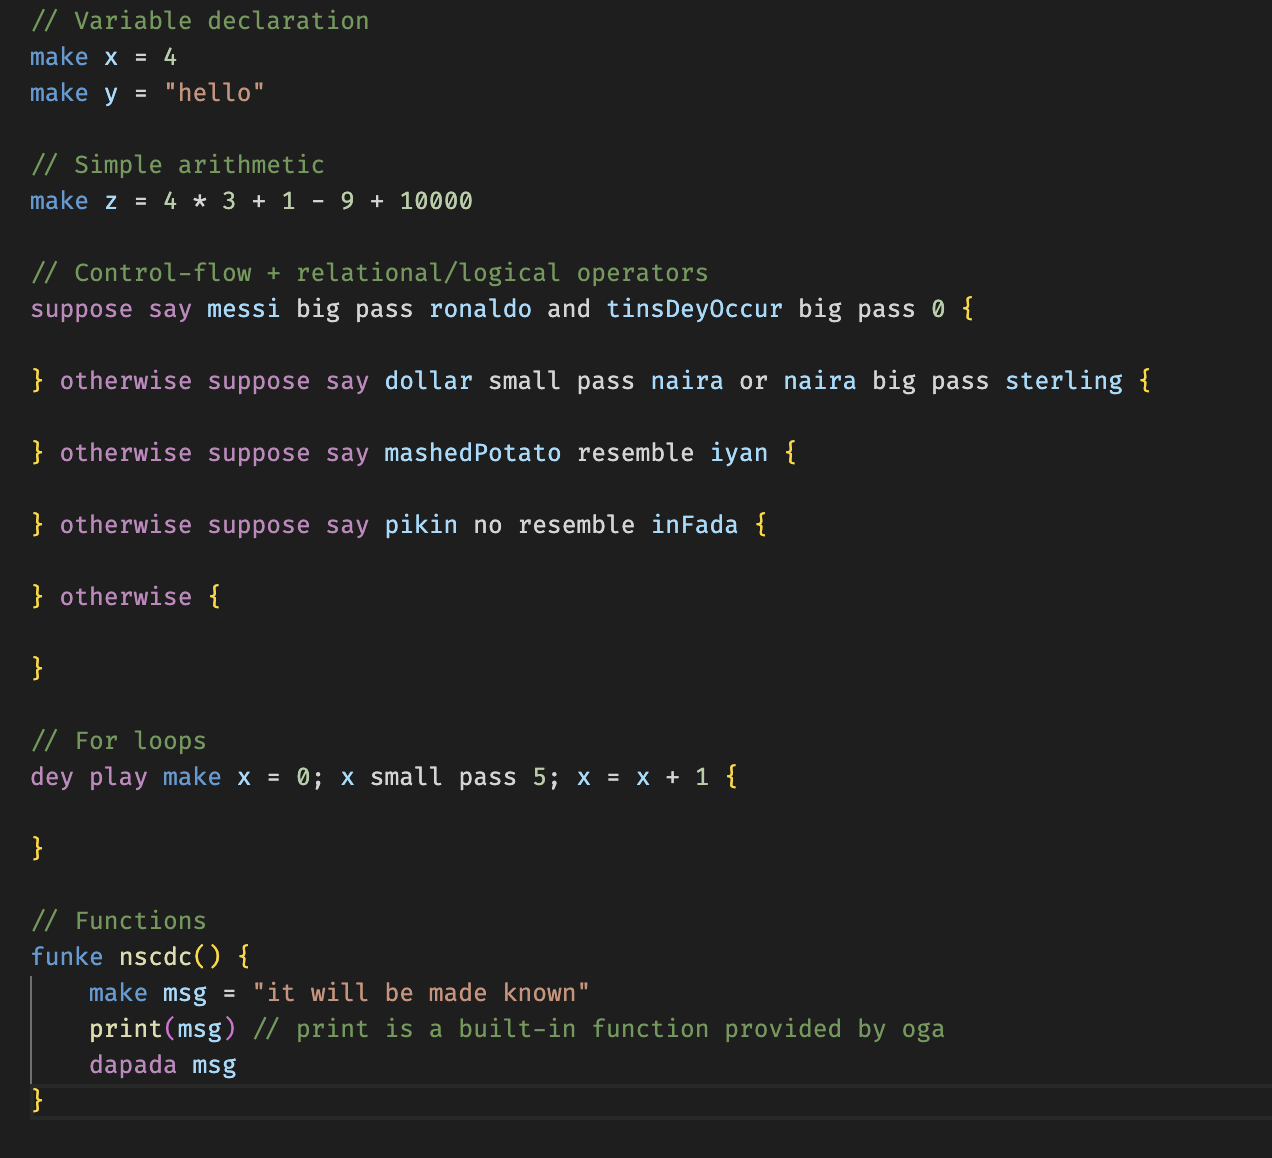 // Variable declaration
make x = 4
make y = "hello"
// Simple arithmetic
make z = 4 * 3 + 1 - 9 + 10000
// Control-flow + relational/logical operators
suppose say messi big pass ronaldo and tinsDeyOccur big pass 0 {
} otherwise suppose say dollar small pass naira or naira big pass sterling {
} otherwise suppose say mashedPotato resemble iyan {
} otherwise suppose say pikin no resemble inFada {
} otherwise {
}
// For loops
dey play make x = 0; x small pass 5; x = x + 1 {
}
// Functions
funke nscdc() {
    make msg = "it will be made known"
    print(msg) // print is a built-in function provided by oga
    dapada msg
}